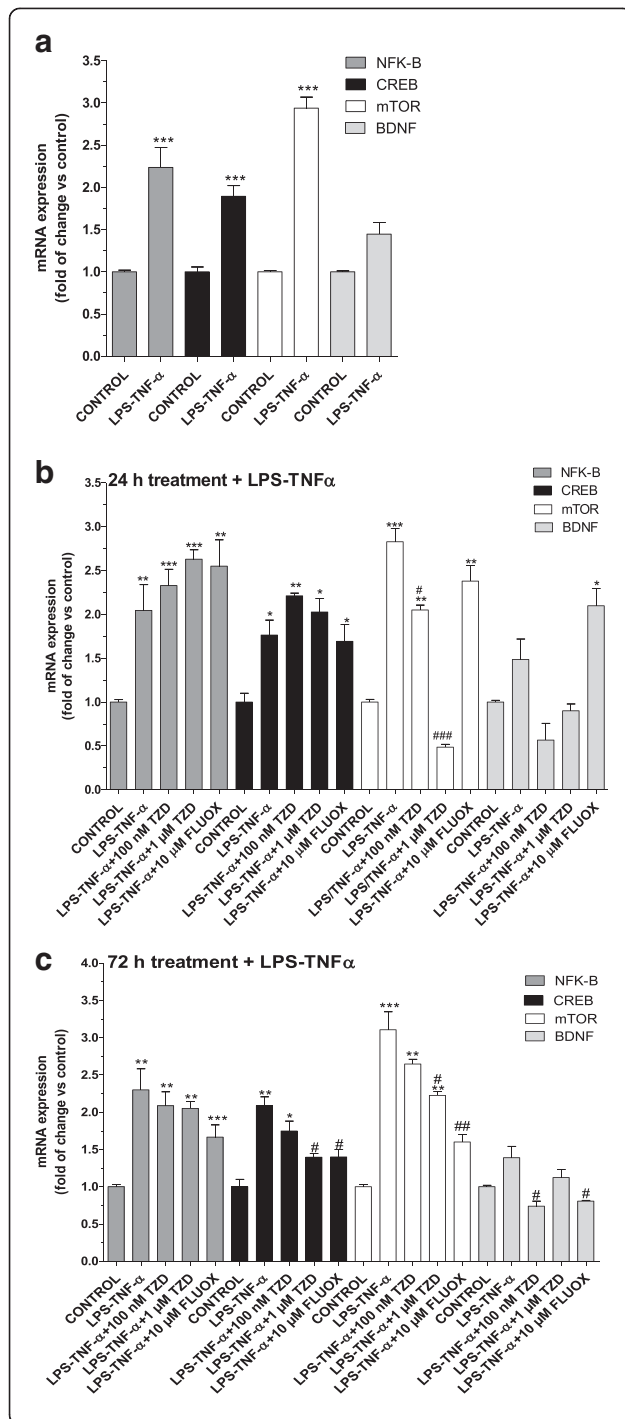 a
NFK-B
CREB
mTOR
BDNF
mRNA expression
(fold of change vs control)
3.5
3.0
2.5
2.0
1.5
1.0
0.5
0.0
***
***
***
CONTROL
LPS-TNF-α
CONTROL
LPS-TNF-α
CONTROL
LPS-TNF-α
CONTROL
LPS-TNF-α
b
24 h treatment + LPS-TNFα
NFK-B
CREB
mTOR
BDNF
mRNA expression
(fold of change vs control)
3.5
3.0
2.5
2.0
1.5
1.0
0.5
0.0
**
***
***
**
*
**
*
*
***
#
**
###
**
*
CONTROL
LPS-TNF-α
LPS-TNF-α+100 nM TZD
LPS-TNF-α+1 μM TZD
LPS-TNF-α+10 μM FLUOX
CONTROL
LPS-TNF-α
LPS-TNF-α+100 nM TZD
LPS-TNF-α+1 μM TZD
LPS-TNF-α+10 μM FLUOX
CONTROL
LPS-TNF-α
LPS/TNF-α+100 nM TZD
LPS/TNF-α+1 μM TZD
LPS-TNF-α+10 μM FLUOX
CONTROL
LPS-TNF-α
LPS-TNF-α+100 nM TZD
LPS-TNF-α+1 μM TZD
LPS-TNF-α+10 μM FLUOX
c
72 h treatment + LPS-TNFα
NFK-B
CREB
mTOR
BDNF
mRNA expression
(fold of change vs control)
4.0
3.5
3.0
2.5
2.0
1.5
1.0
0.5
0.0
**
**
**
***
**
*
#
#
***
**
#
**
##
#
#
CONTROL
LPS-TNF-α
LPS-TNF-α+100 nM TZD
LPS-TNF-α+1 μM TZD
LPS-TNF-α+10 μM FLUOX
CONTROL
LPS-TNF-α
LPS-TNF-α+100 nM TZD
LPS-TNF-α+1 μM TZD
LPS-TNF-α+10 μM FLUOX
CONTROL
LPS-TNF-α
LPS-TNF-α+100 nM TZD
LPS-TNF-α+1 μM TZD
LPS-TNF-α+10 μM FLUOX
CONTROL
LPS-TNF-α
LPS-TNF-α+100 nM TZD
LPS-TNF-α+1 μM TZD
LPS-TNF-α+10 μM FLUOX